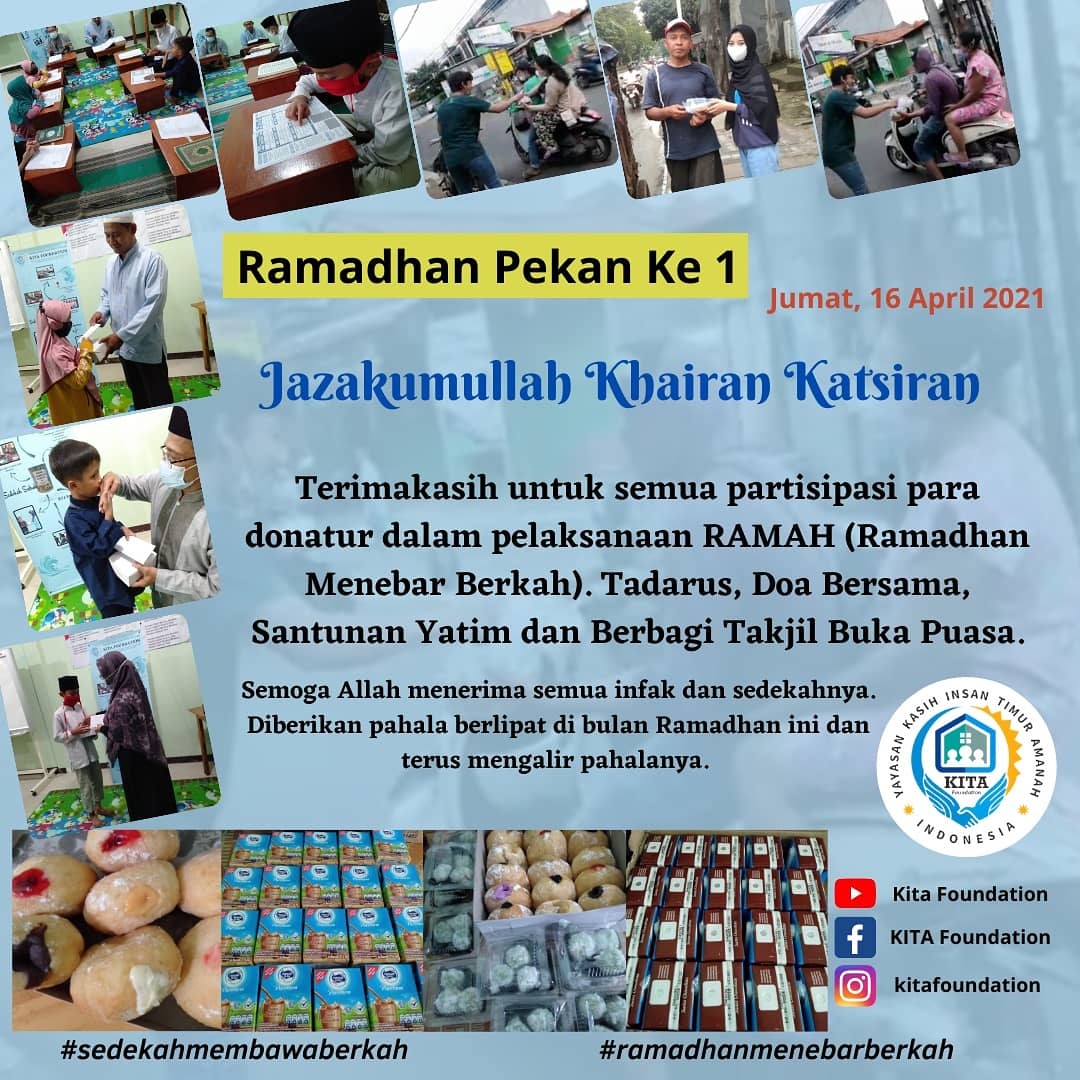 Ramadhan Pekan Ke 1
Jumat, 16 April 2021
Jazakumullah Khairan Katsiran
Terimakasih untuk semua partisipasi para
donatur dalam pelaksanaan RAMAH (Ramadhan
Menebar Berkah). Tadarus, Doa Bersama,
Santunan Yatim dan Berbagi Takjil Buka Puasa.
Semoga Allah menerima semua infak dan sedekahnya.
Diberikan pahala berlipat di bulan Ramadhan ini dan
terus mengalir pahalanya.
YAYASAN KASIH INSAN TIMUR AMANAH
INDONESIA
KITA
Foundation
Kita Foundation
KITA Foundation
kitafoundation
#sedekahmembawaberkah
#ramadhanmenebarberkah